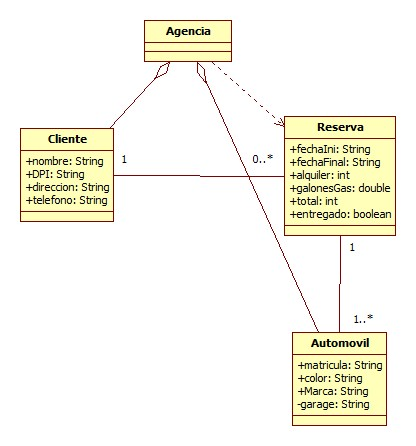 Agencia
Cliente
+nombre: String
+DPI: String
+direccion: String
+telefono: String
1
0..*
Reserva
+fechaIni: String
+fechaFinal: String
+alquiler: int
+galonesGas: double
+total: int
+entregado: boolean
1
1..*
Automovil
+matricula: String
+color: String
+Marca: String
-garage: String